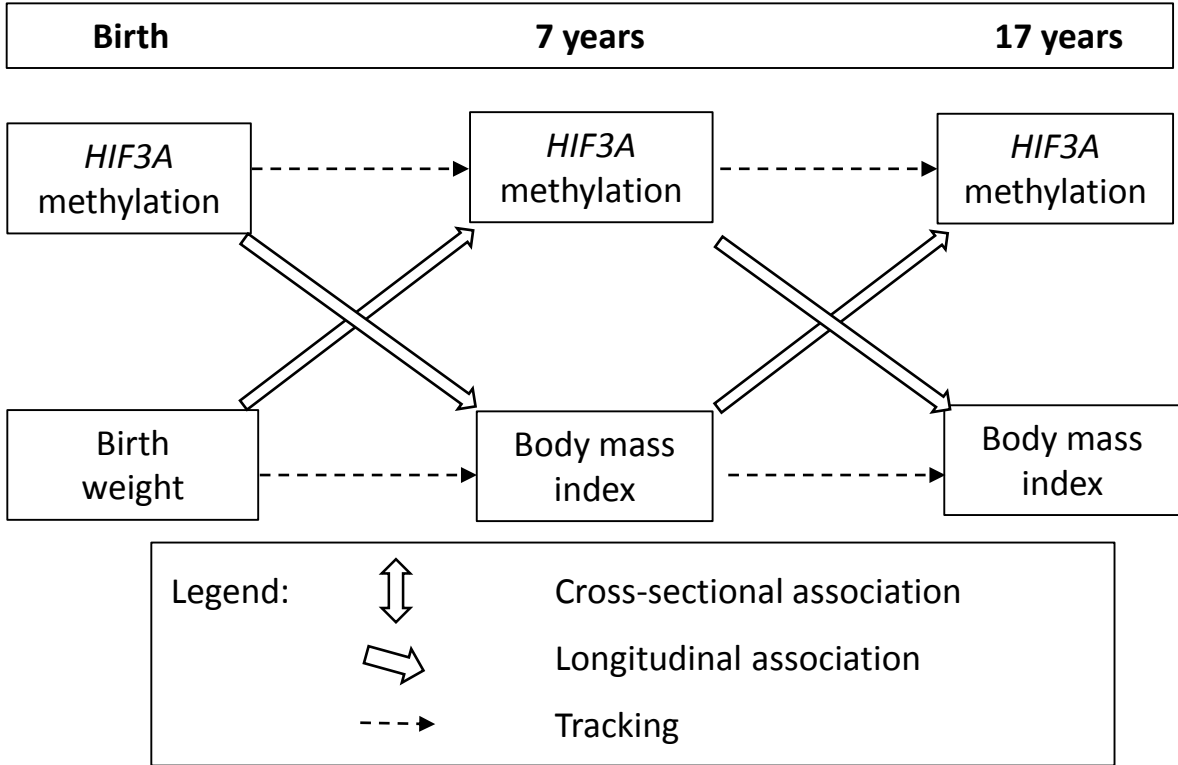 Birth 7 years 17 years
HIF3A HIF3A HIF3A
methylation methylation methylation
Birth Body mass Body mass
weight index index
Legend: Cross-sectional association
Longitudinal association
Tracking